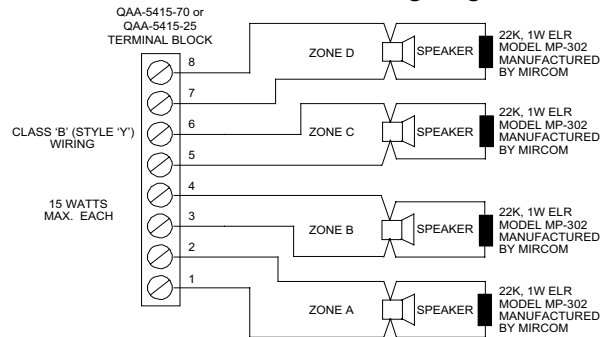 QAA-5415-70 or
QAA-5415-25
TERMINAL BLOCK
8
7
6
5
4
3
2
1
CLASS 'B' (STYLE 'Y')
WIRING
15 WATTS
MAX. EACH
ZONE D
SPEAKER
22K, 1W ELR
MODEL MP-302
MANUFACTURED
BY MIRCOM
ZONE C
SPEAKER
22K, 1W ELR
MODEL MP-302
MANUFACTURED
BY MIRCOM
ZONE B
SPEAKER
22K, 1W ELR
MODEL MP-302
MANUFACTURED
BY MIRCOM
ZONE A
SPEAKER
22K, 1W ELR
MODEL MP-302
MANUFACTURED
BY MIRCOM